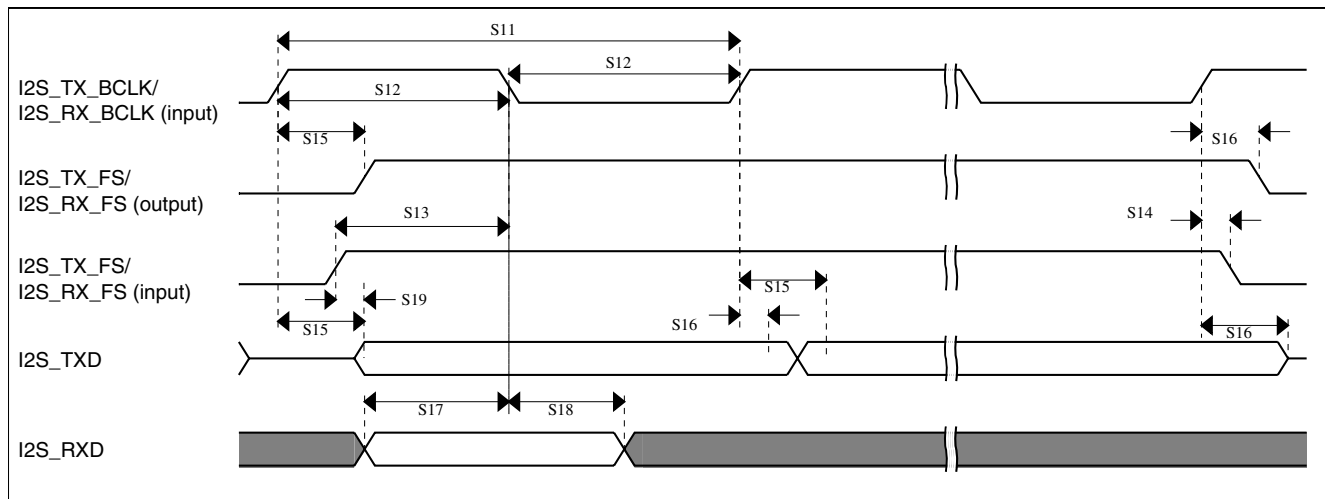 S11
I2S_TX_BCLK/
I2S_RX_BCLK (input)
S12
S12
S15
S16
I2S_TX_FS/
I2S_RX_FS (output)
S13
S14
I2S_TX_FS/
I2S_RX_FS (input)
S19
S15
S15
S16
S16
I2S_TXD
S17
S18
I2S_RXD